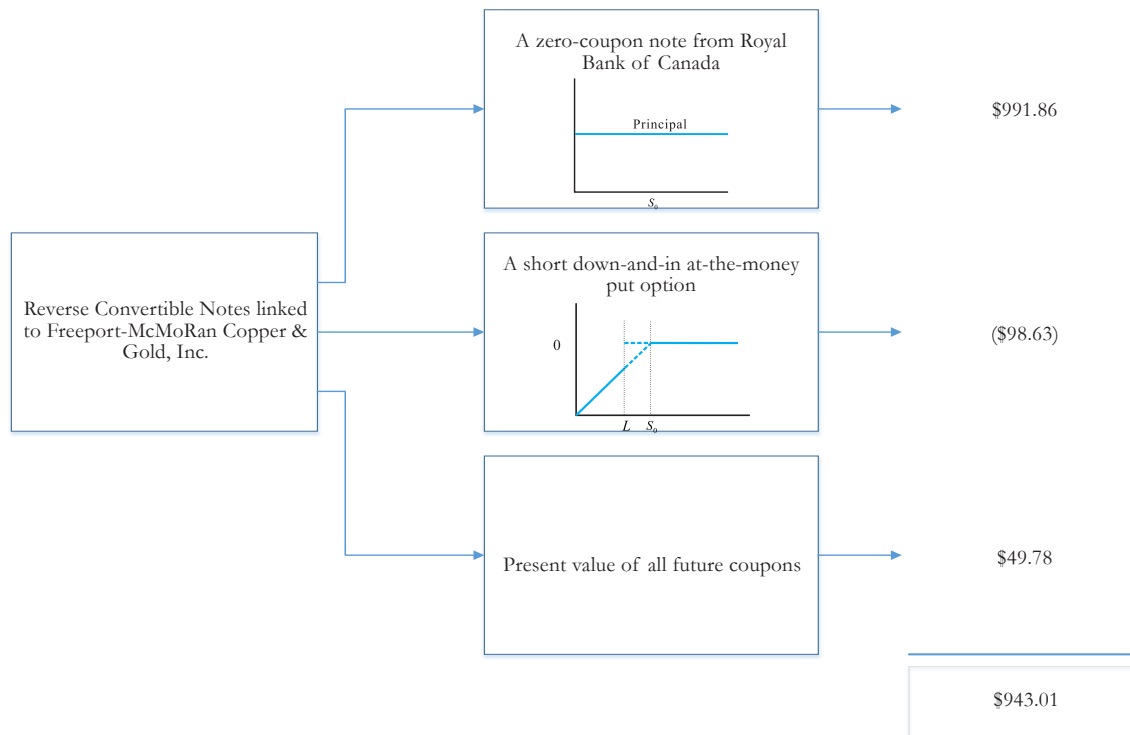 A zero-coupon note from Royal
Bank of Canada
Principal
S₀
$991.86
Reverse Convertible Notes linked
to Freeport-McMoRan Copper &
Gold, Inc.
A short down-and-in at-the-money
put option
0
L S₀
($98.63)
Present value of all future coupons
$49.78
$943.01